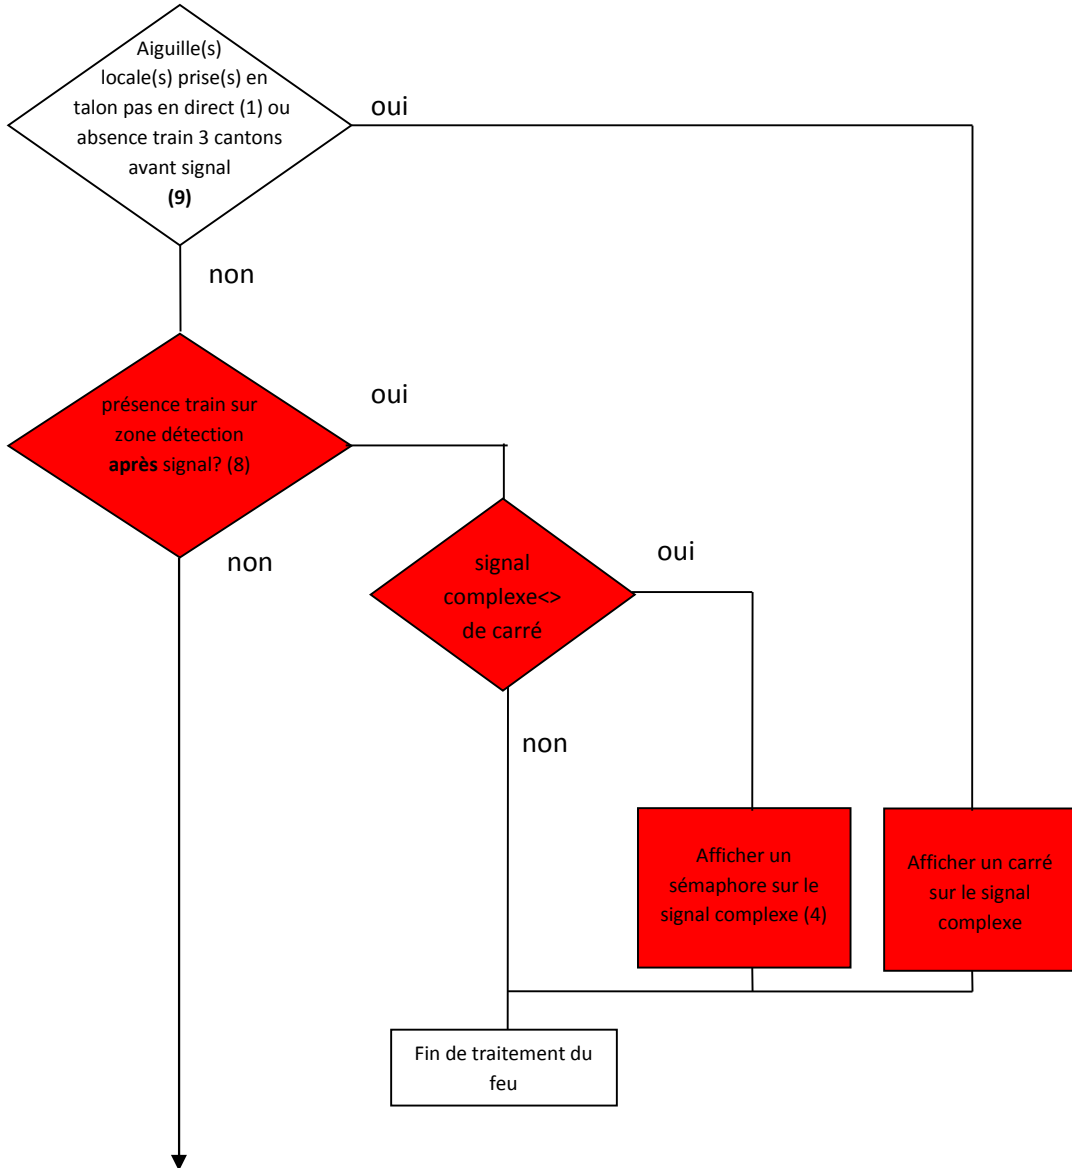 Aiguille(s)
locale(s) prise(s) en
talon pas en direct (1) ou
absence train 3 cantons
avant signal
(9)
oui
non
présence train sur
zone détection
après signal? (8)
oui
non
signal
complexe<>
de carré
oui
non
Afficher un
sémaphore sur le
signal complexe (4)
Afficher un carré
sur le signal
complexe
Fin de traitement du
feu